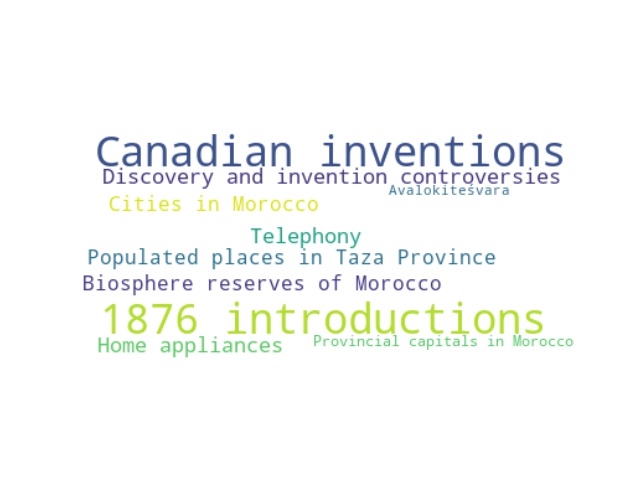 Canadian inventions
Discovery and invention controversies
Avalokiteśvara
Cities in Morocco
Telephony
Populated places in Taza Province
Biosphere reserves of Morocco
1876 introductions
Home appliances
Provincial capitals in Morocco